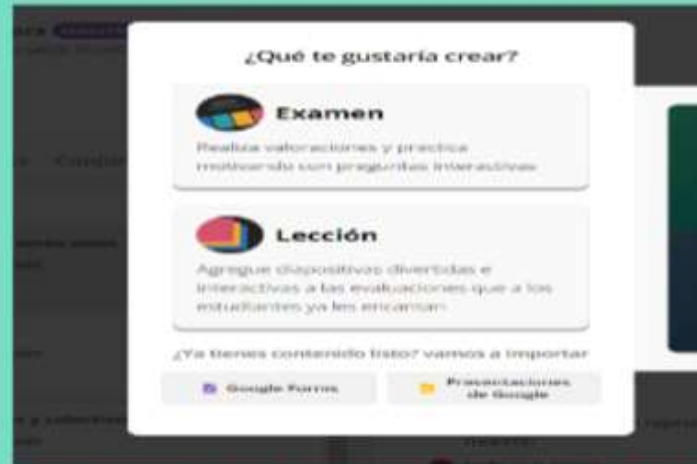 ¿Qué te gustaría crear?
Examen
Realiza valoraciones y practica
motivando con preguntas interactivas
Lección
Agregue diapositivas divertidas e
interactivas a las evaluaciones que a los
estudiantes ya les encantan
¿Ya tienes contenido listo? vamos a importar
Google Forms
Presentaciones
de Google